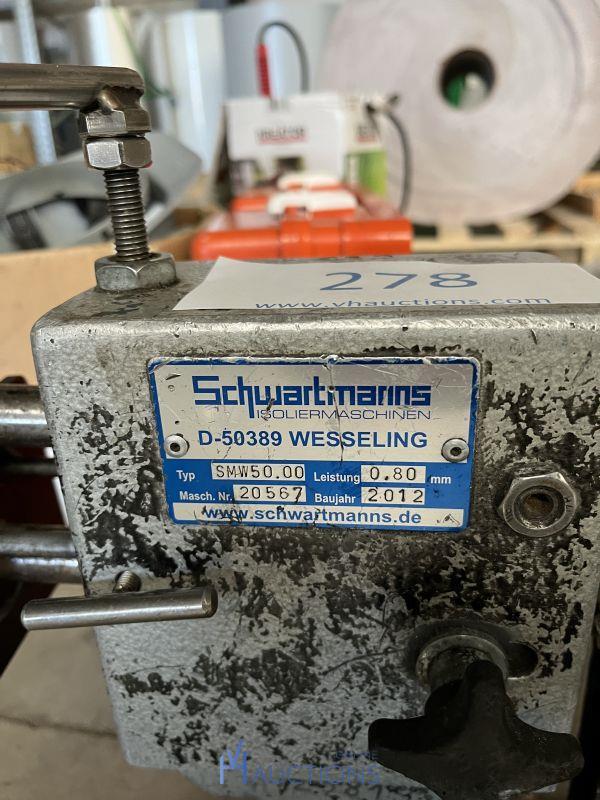 278
www.vhauctions.com
Schwartmanns
ISOLIERMASCHINEN
D-50389 WESSELING
Typ SMW50.00 Leistung 0.80 mm
Masch. Nr. 20567 Baujahr 2012
www.schwartmanns.de
AUCTIONS